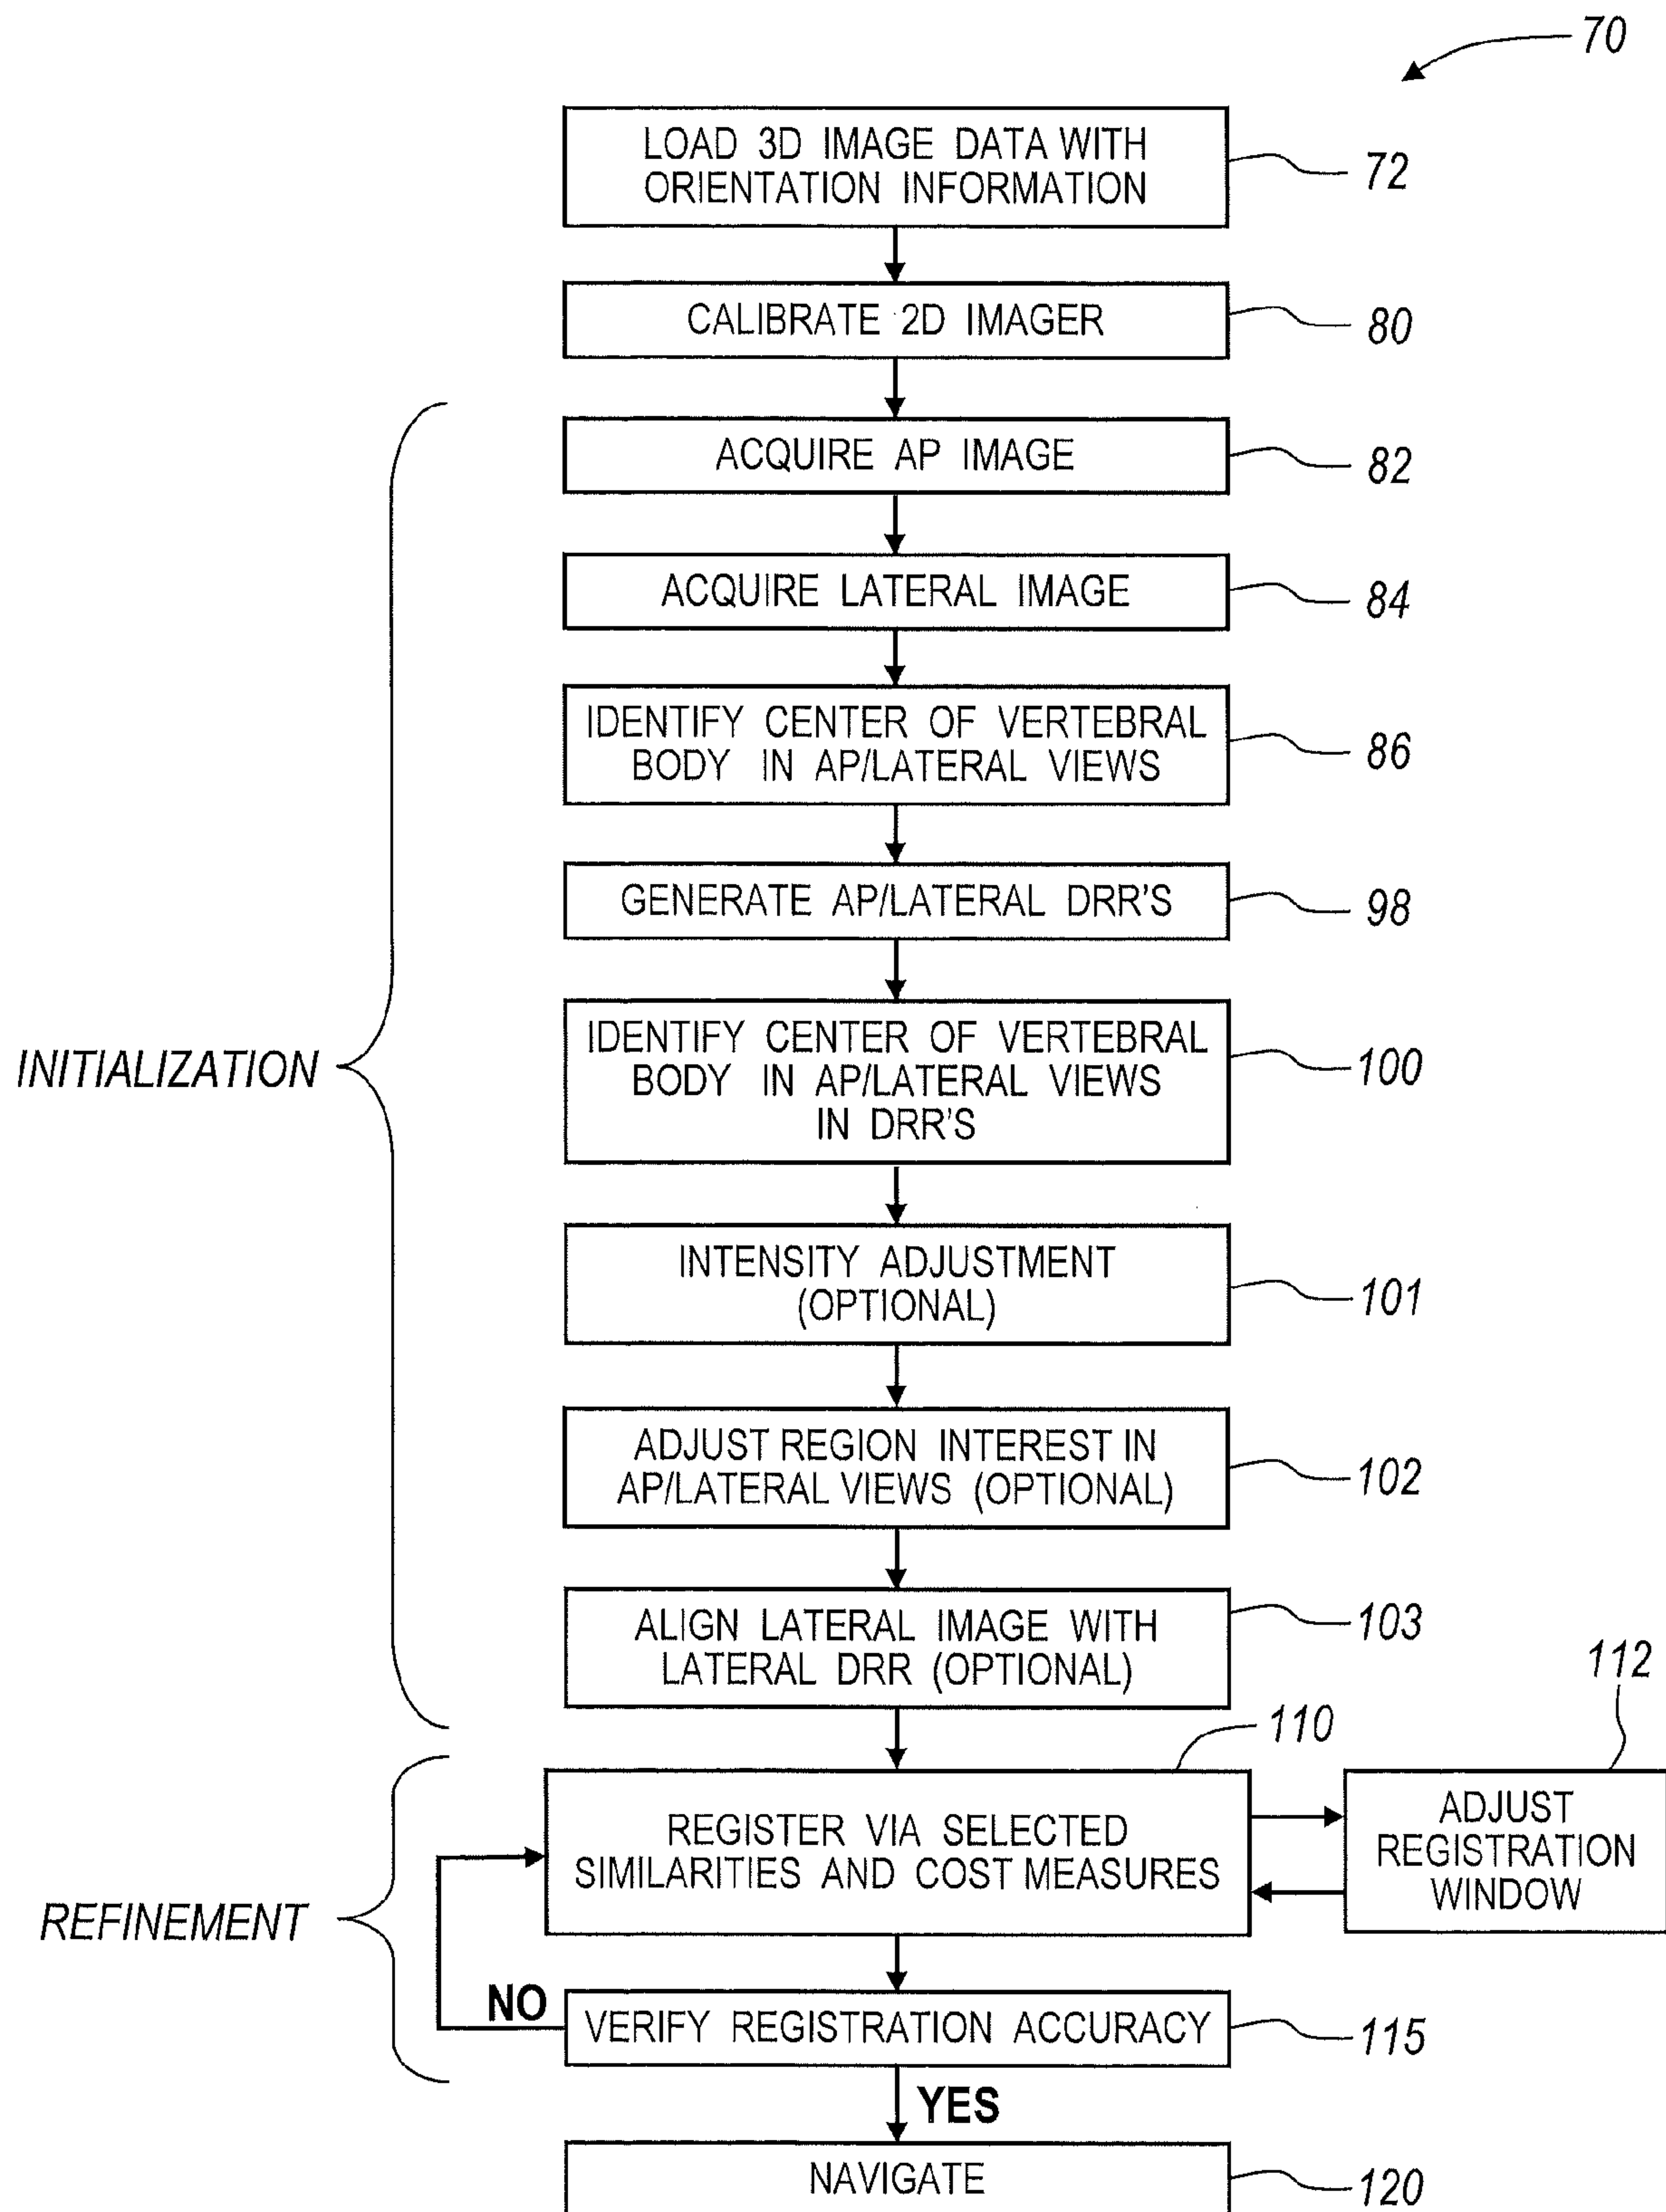 70
LOAD 3D IMAGE DATA WITH
ORIENTATION INFORMATION
72
CALIBRATE 2D IMAGER
80
ACQUIRE AP IMAGE
82
ACQUIRE LATERAL IMAGE
84
IDENTIFY CENTER OF VERTEBRAL
BODY IN AP/LATERAL VIEWS
86
GENERATE AP/LATERAL DRR'S
98
INITIALIZATION
IDENTIFY CENTER OF VERTEBRAL
BODY IN AP/LATERAL VIEWS
IN DRR'S
100
INTENSITY ADJUSTMENT
(OPTIONAL)
101
ADJUST REGION INTEREST IN
AP/LATERAL VIEWS (OPTIONAL)
102
ALIGN LATERAL IMAGE WITH
LATERAL DRR (OPTIONAL)
103
REFINEMENT
110
REGISTER VIA SELECTED
SIMILARITIES AND COST MEASURES
112
ADJUST
REGISTRATION
WINDOW
NO
VERIFY REGISTRATION ACCURACY
115
YES
NAVIGATE
120